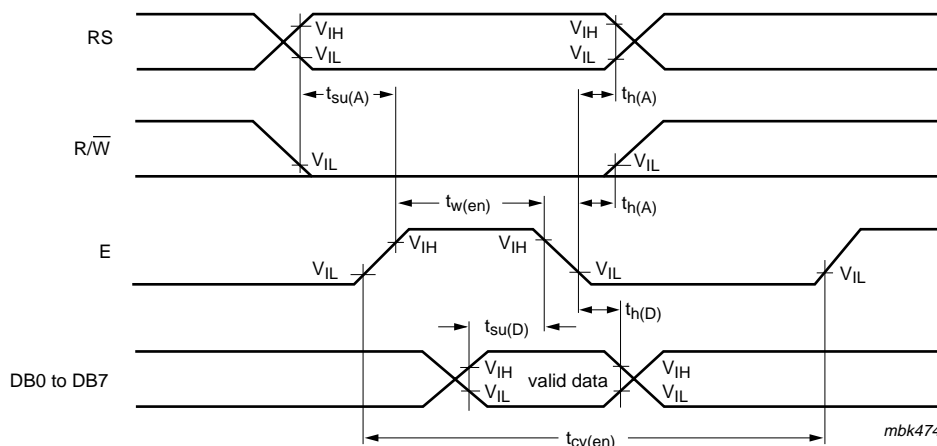 RS
VIH
VIL
VIH
VIL
tsu(A)
th(A)
R/W̅
VIL
VIL
tw(en)
th(A)
E
VIH
VIH
VIL
VIL
VIL
tsu(D)
th(D)
DB0 to DB7
VIH
VIL
valid data
VIH
VIL
tcy(en)
mbk474